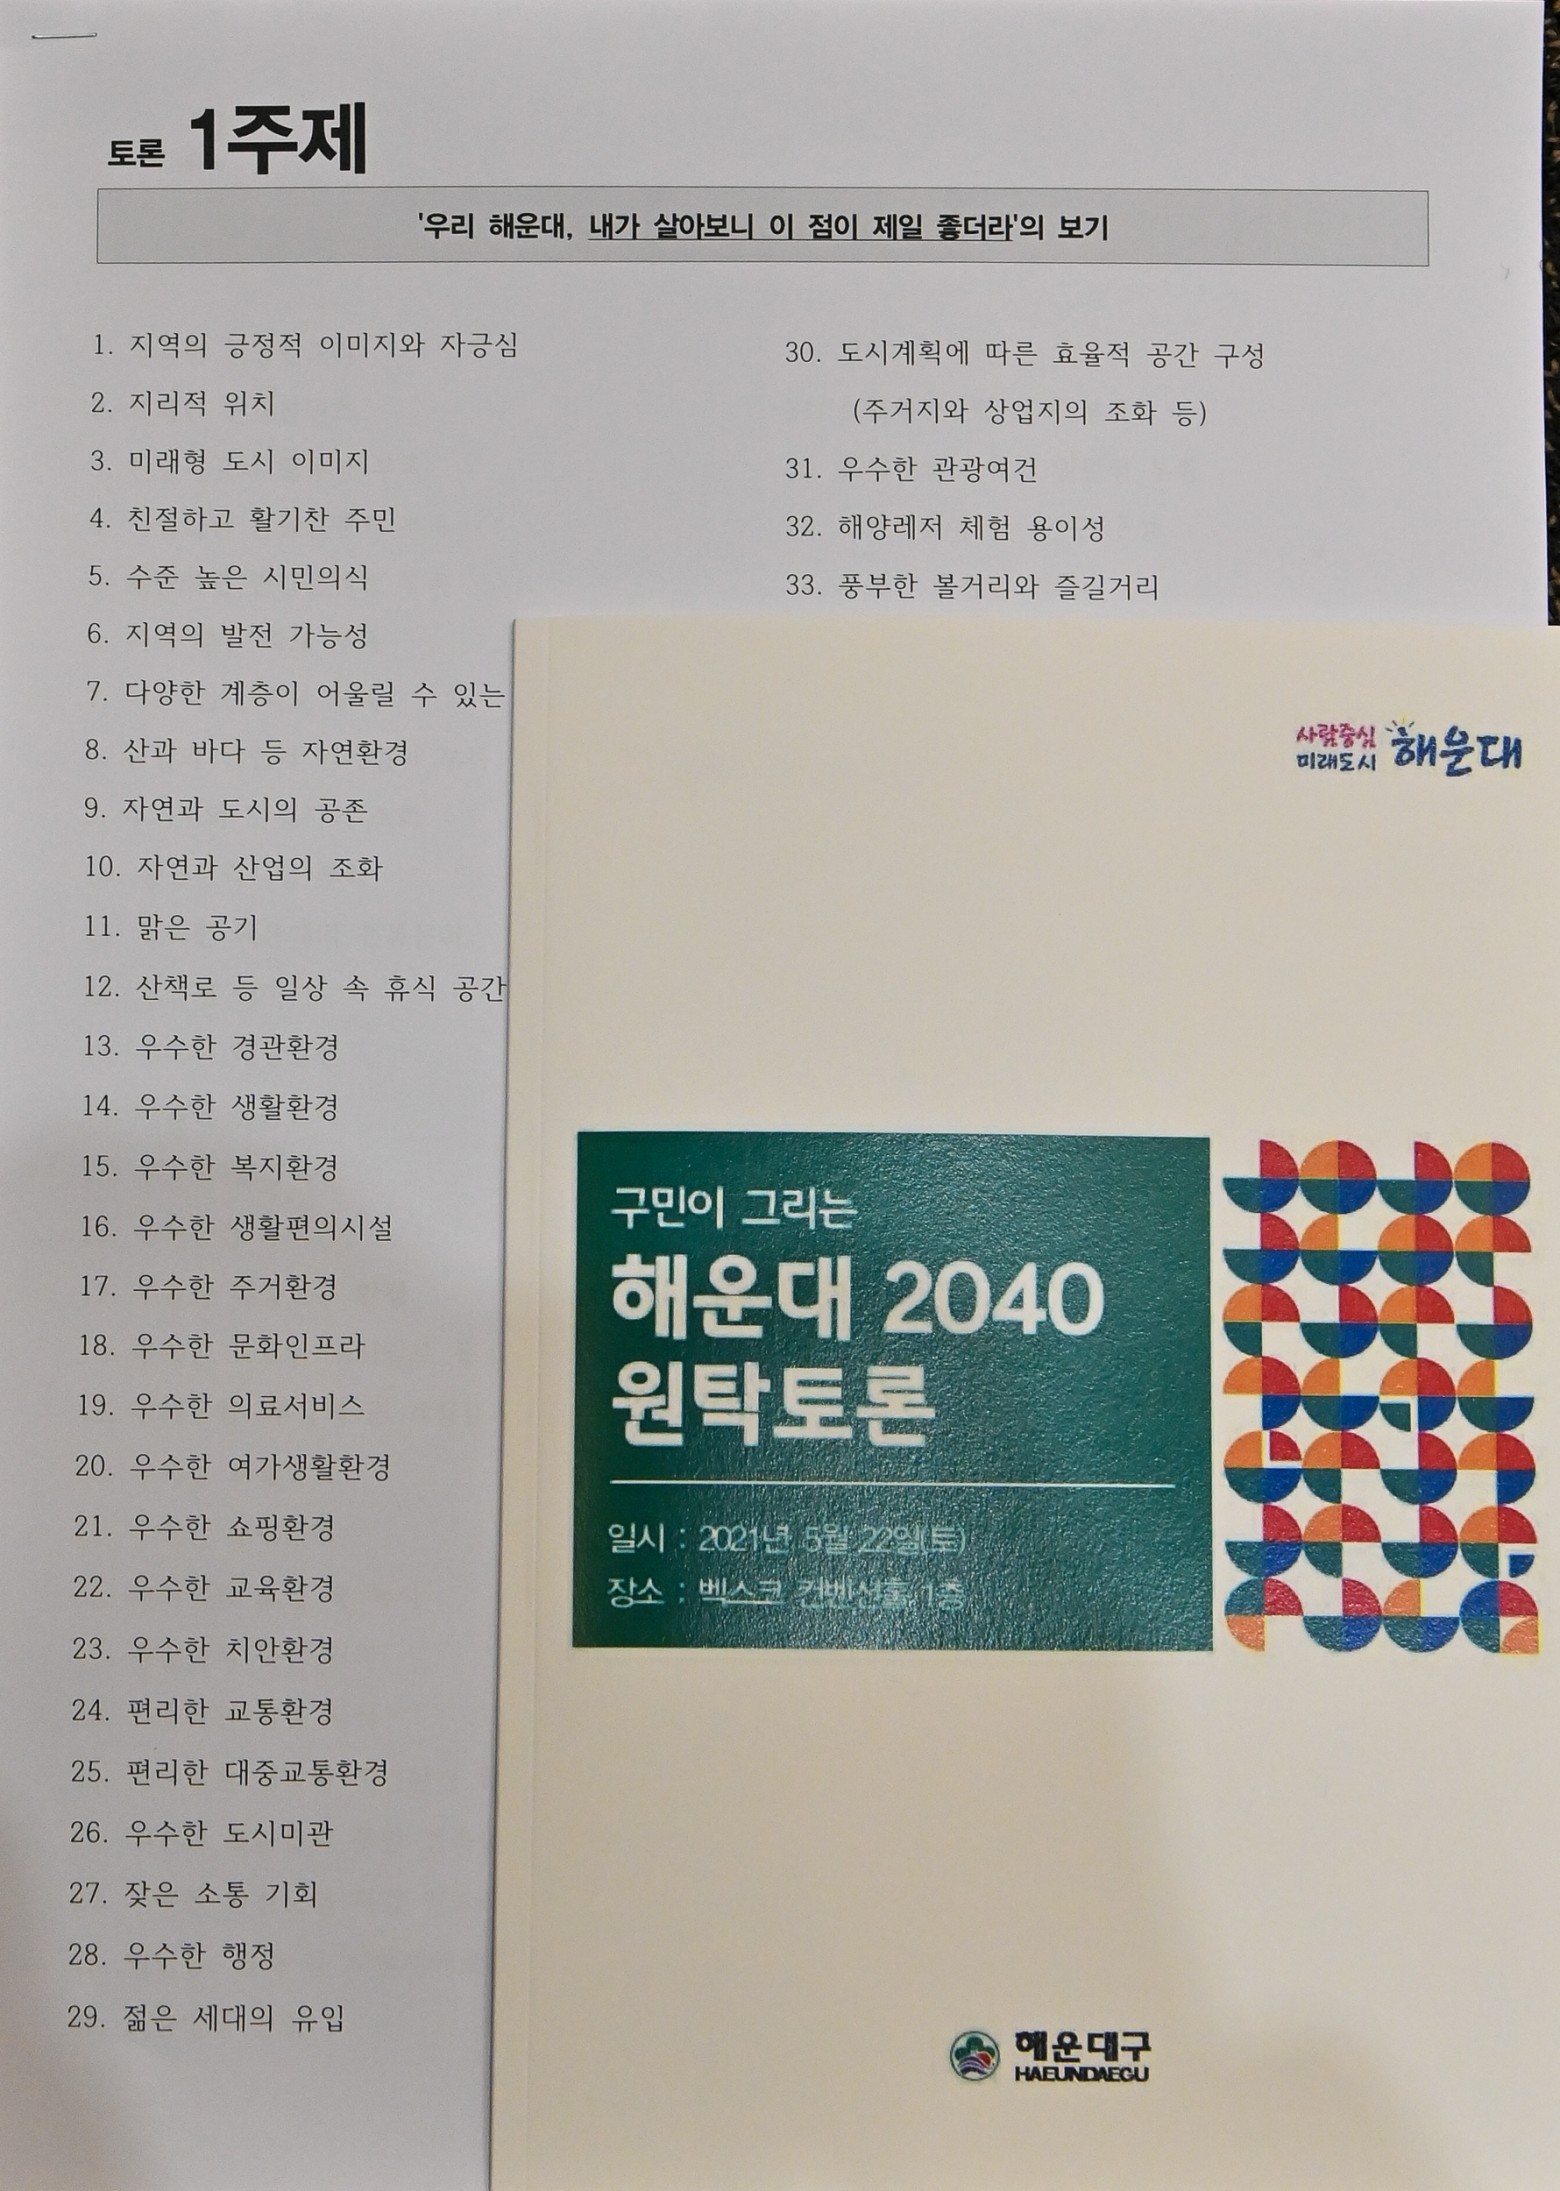 토론 1주제
'우리 해운대, 내가 살아보니 이 점이 제일 좋더라'의 보기
1. 지역의 긍정적 이미지와 자긍심
2. 지리적 위치
3. 미래형 도시 이미지
4. 친절하고 활기찬 주민
5. 수준 높은 시민의식
6. 지역의 발전 가능성
7. 다양한 계층이 어울릴 수 있는
8. 산과 바다 등 자연환경
9. 자연과 도시의 공존
10. 자연과 산업의 조화
11. 맑은 공기
12. 산책로 등 일상 속 휴식 공간
13. 우수한 경관환경
14. 우수한 생활환경
15. 우수한 복지환경
16. 우수한 생활편의시설
17. 우수한 주거환경
18. 우수한 문화인프라
19. 우수한 의료서비스
20. 우수한 여가생활환경
21. 우수한 쇼핑환경
22. 우수한 교육환경
23. 우수한 치안환경
24. 편리한 교통환경
25. 편리한 대중교통환경
26. 우수한 도시미관
27. 잦은 소통 기회
28. 우수한 행정
29. 젊은 세대의 유입
30. 도시계획에 따른 효율적 공간 구성
(주거지와 상업지의 조화 등)
31. 우수한 관광여건
32. 해양레저 체험 용이성
33. 풍부한 볼거리와 즐길거리
사람중심
미래도시 해운대
구민이 그리는
해운대 2040
원탁토론
일시 : 2021년 5월 22일(토)
장소 : 벡스코 컨벤션홀 1층
해운대구
HAEUNDAEGU